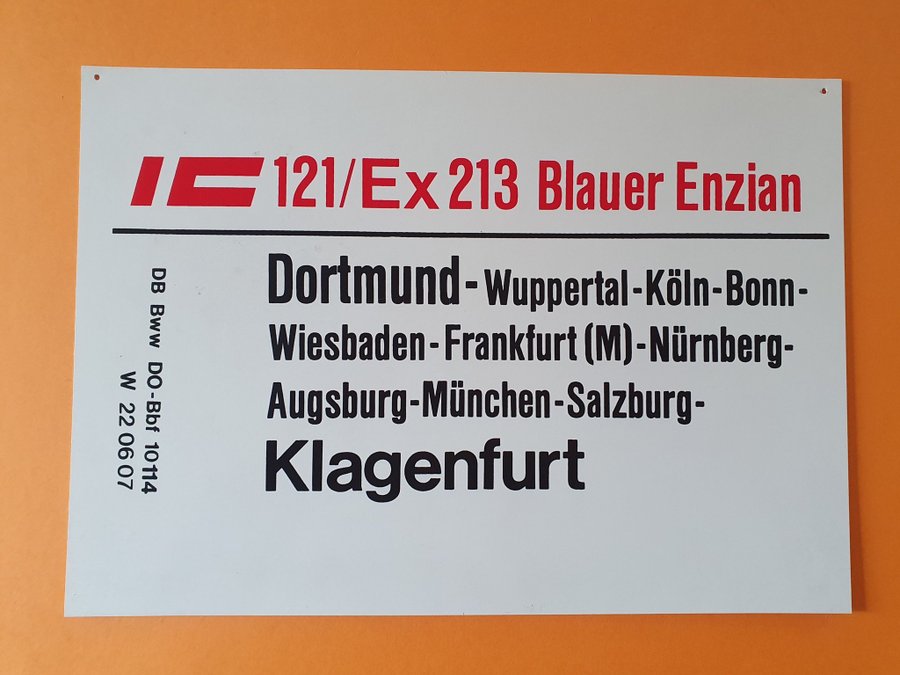 IC 121/Ex 213 Blauer Enzian
Dortmund-Wuppertal-Köln-Bonn-
Wiesbaden-Frankfurt (M)-Nürnberg-
Augsburg-München-Salzburg-
Klagenfurt
DB Bww DO-Bbf 10114
W 22 06 07